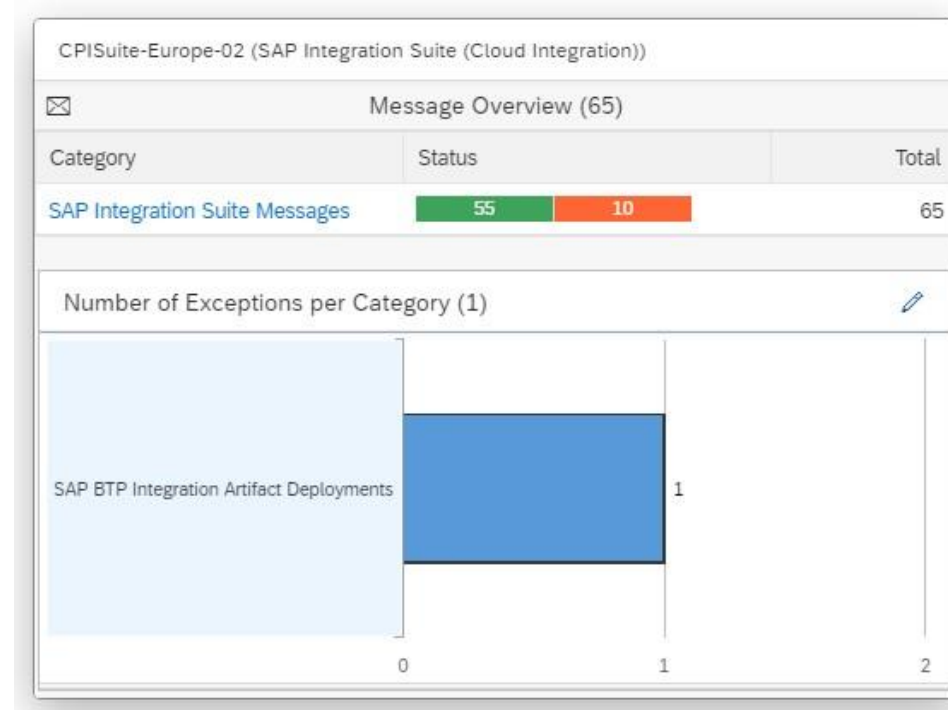 CPISuite-Europe-02 (SAP Integration Suite (Cloud Integration))
Message Overview (65)
Category Status Total
SAP Integration Suite Messages 55 10 65
Number of Exceptions per Category (1)
SAP BTP Integration Artifact Deployments 1
0 1 2